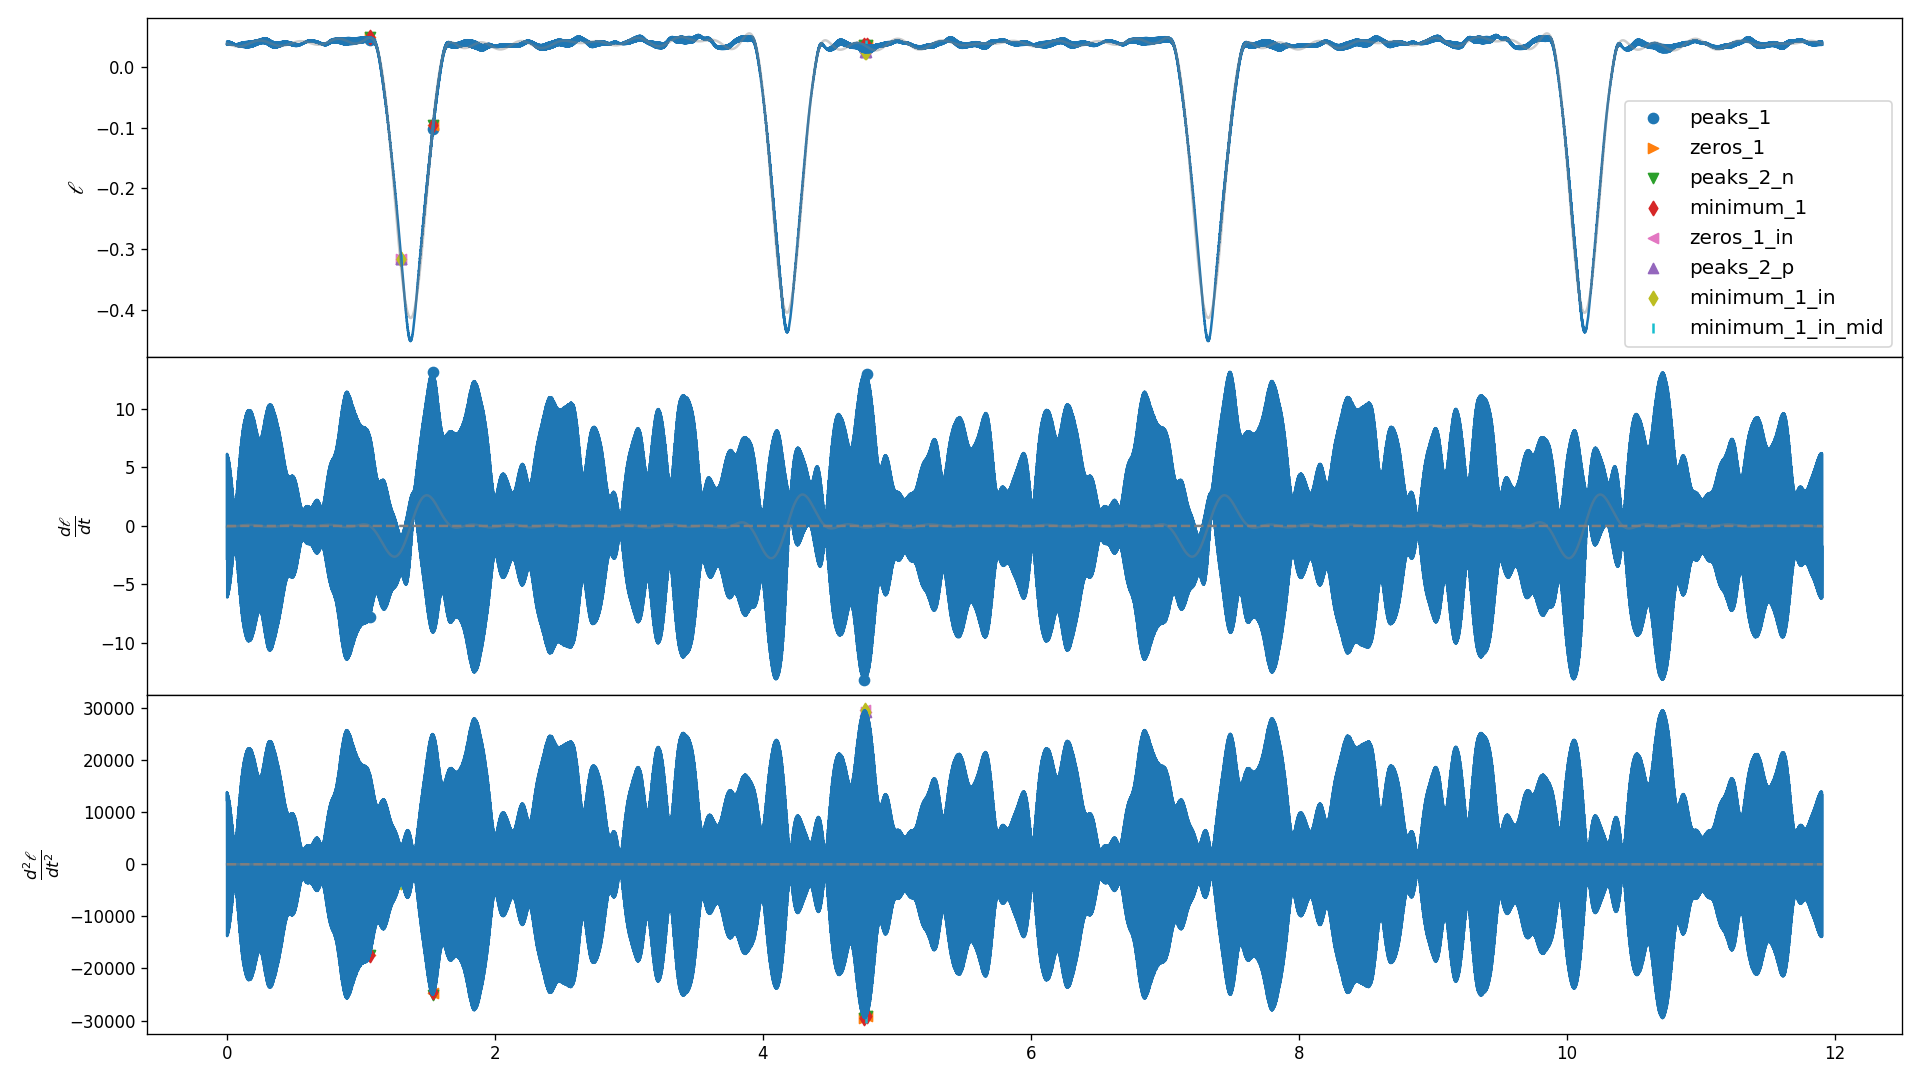 0.0
−0.1
−0.2
−0.3
−0.4
ℓ
peaks_1
zeros_1
peaks_2_n
minimum_1
zeros_1_in
peaks_2_p
minimum_1_in
minimum_1_in_mid
10
5
0
−5
−10
dℓ
dt
30000
20000
10000
0
−10000
−20000
−30000
d²ℓ
dt²
0 2 4 6 8 10 12